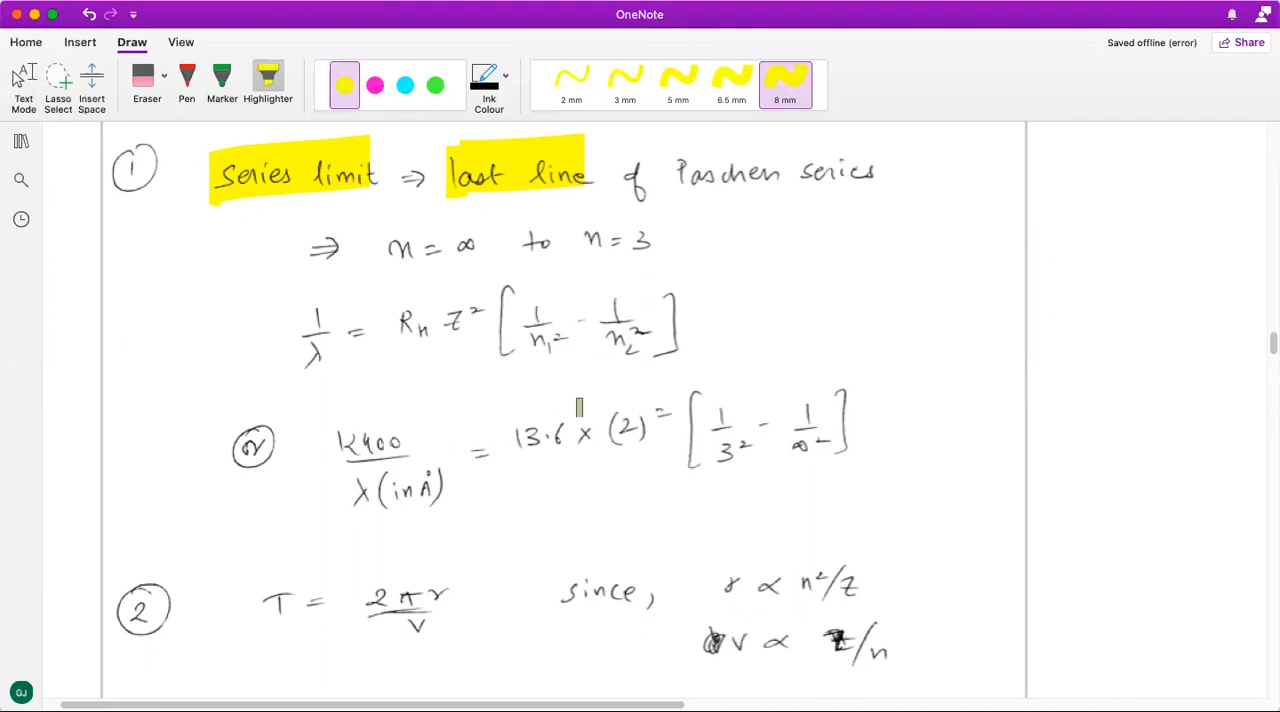 OneNote
Home Insert Draw View Saved offline (error) Share
Text Mode Lasso Select Insert Space Eraser Pen Marker Highlighter Ink Colour 2 mm 3 mm 5 mm 6.5 mm 8 mm
① Series limit ⇒ last line of Paschen series
⇒ n = ∞ to n = 3
1/λ = R_H Z² [1/n₁² - 1/n₂²]
12400/λ(in Å) = 13.6 × (2)² [1/3² - 1/∞²]
② T = 2πr/v since, r ∝ n²/Z
v ∝ Z/n
GJ